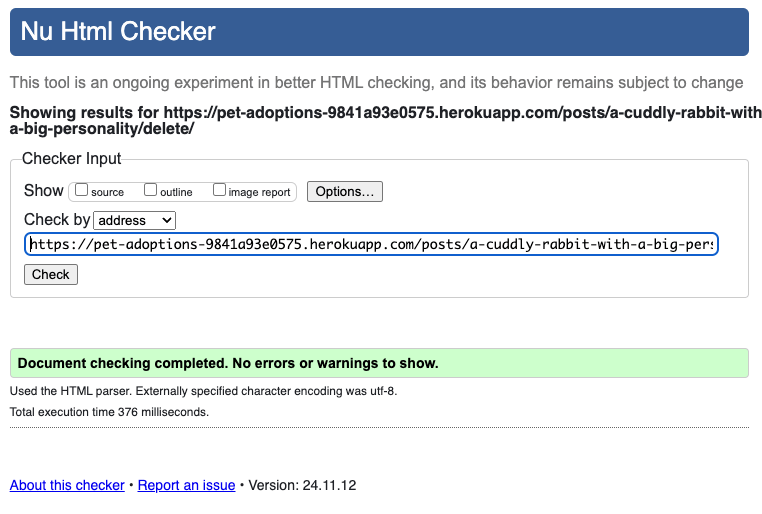 Nu Html Checker
This tool is an ongoing experiment in better HTML checking, and its behavior remains subject to change
Showing results for https://pet-adoptions-9841a93e0575.herokuapp.com/posts/a-cuddly-rabbit-with
a-big-personality/delete/
Checker Input
Show source outline image report Options...
Check by address
https://pet-adoptions-9841a93e0575.herokuapp.com/posts/a-cuddly-rabbit-with-a-big-pers
Check
Document checking completed. No errors or warnings to show.
Used the HTML parser. Externally specified character encoding was utf-8.
Total execution time 376 milliseconds.
About this checker • Report an issue • Version: 24.11.12